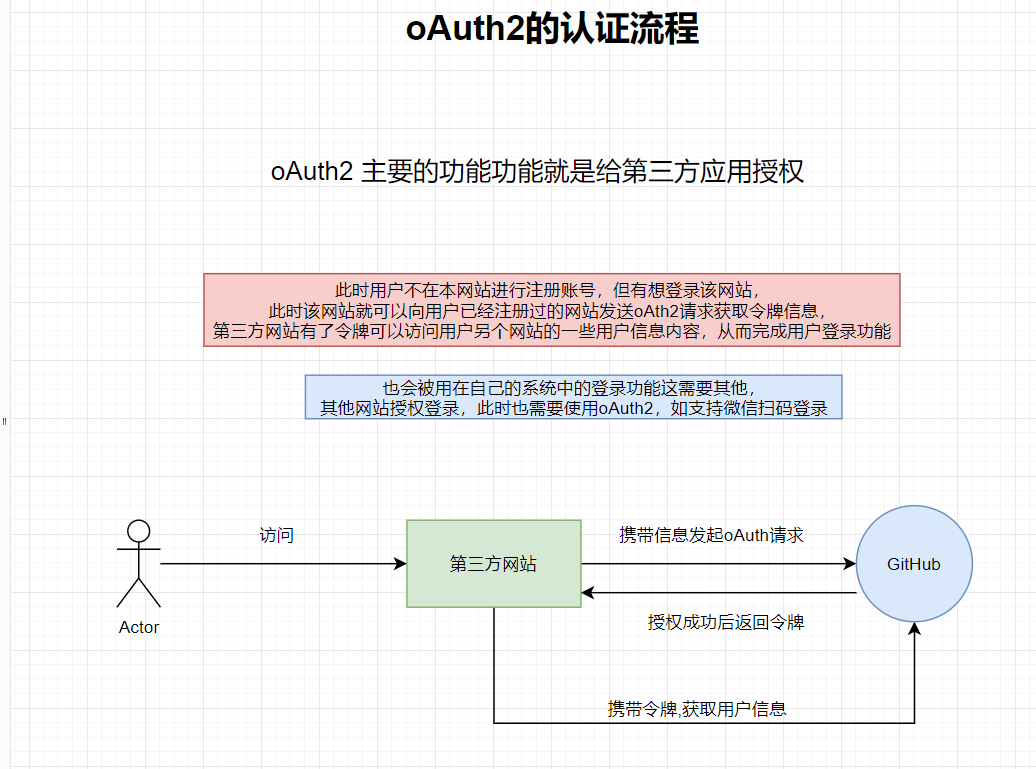 oAuth2的认证流程
oAuth2 主要的功能功能就是给第三方应用授权
此时用户不在本网站进行注册账号，但有想登录该网站，
此时该网站就可以向用户已经注册过的网站发送oAth2请求获取令牌信息，
第三方网站有了令牌可以访问用户另个网站的一些用户信息内容，从而完成用户登录功能
也会被用在自己的系统中的登录功能这需要其他，
其他网站授权登录，此时也需要使用oAuth2，如支持微信扫码登录
访问
携带信息发起oAuth请求
第三方网站
GitHub
授权成功后返回令牌
Actor
携带令牌,获取用户信息